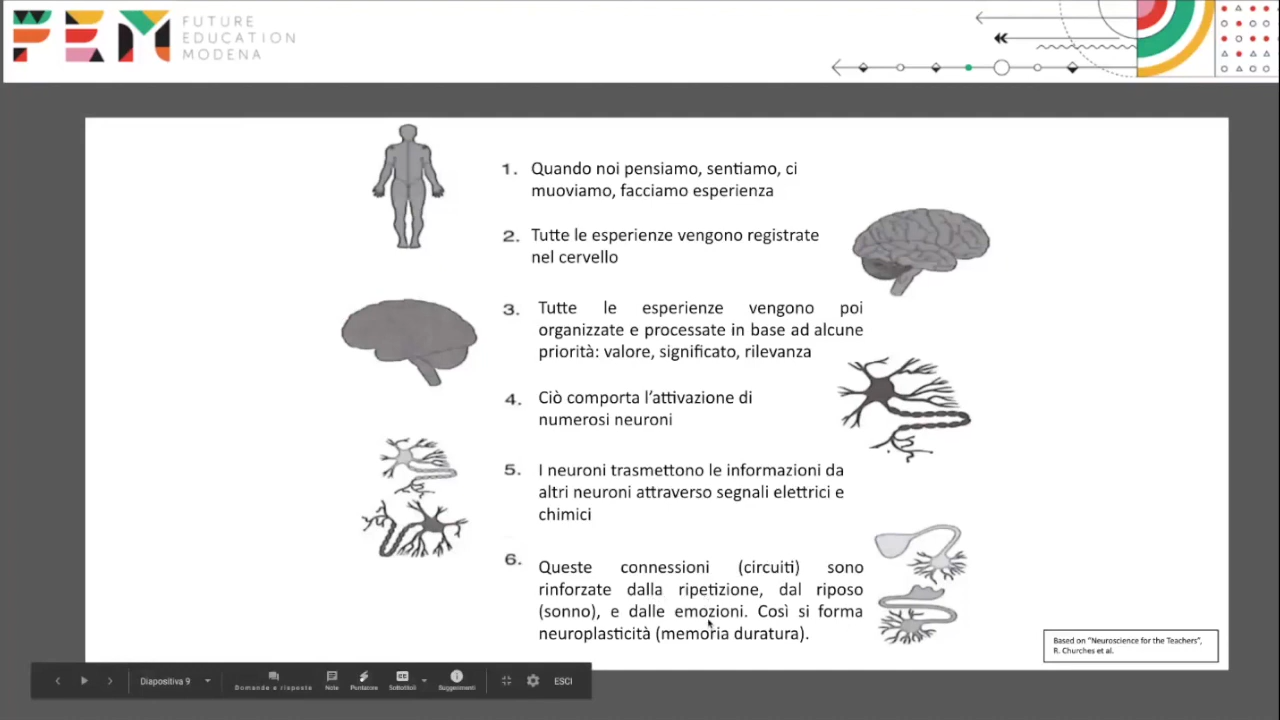 FEM
FUTURE
EDUCATION
MODENA
1. Quando noi pensiamo, sentiamo, ci
muoviamo, facciamo esperienza
2. Tutte le esperienze vengono registrate
nel cervello
3. Tutte le esperienze vengono poi
organizzate e processate in base ad alcune
priorità: valore, significato, rilevanza
4. Ciò comporta l'attivazione di
numerosi neuroni
5. I neuroni trasmettono le informazioni da
altri neuroni attraverso segnali elettrici e
chimici
6. Queste connessioni (circuiti) sono
rinforzate dalla ripetizione, dal riposo
(sonno), e dalle emozioni. Così si forma
neuroplasticità (memoria duratura).
Based on "Neuroscience for the Teachers",
R. Churches et al.
Diapositiva 9
Domande e risposte
Note
Puntatore
CC
Sottotitoli
Suggerimenti
ESCI